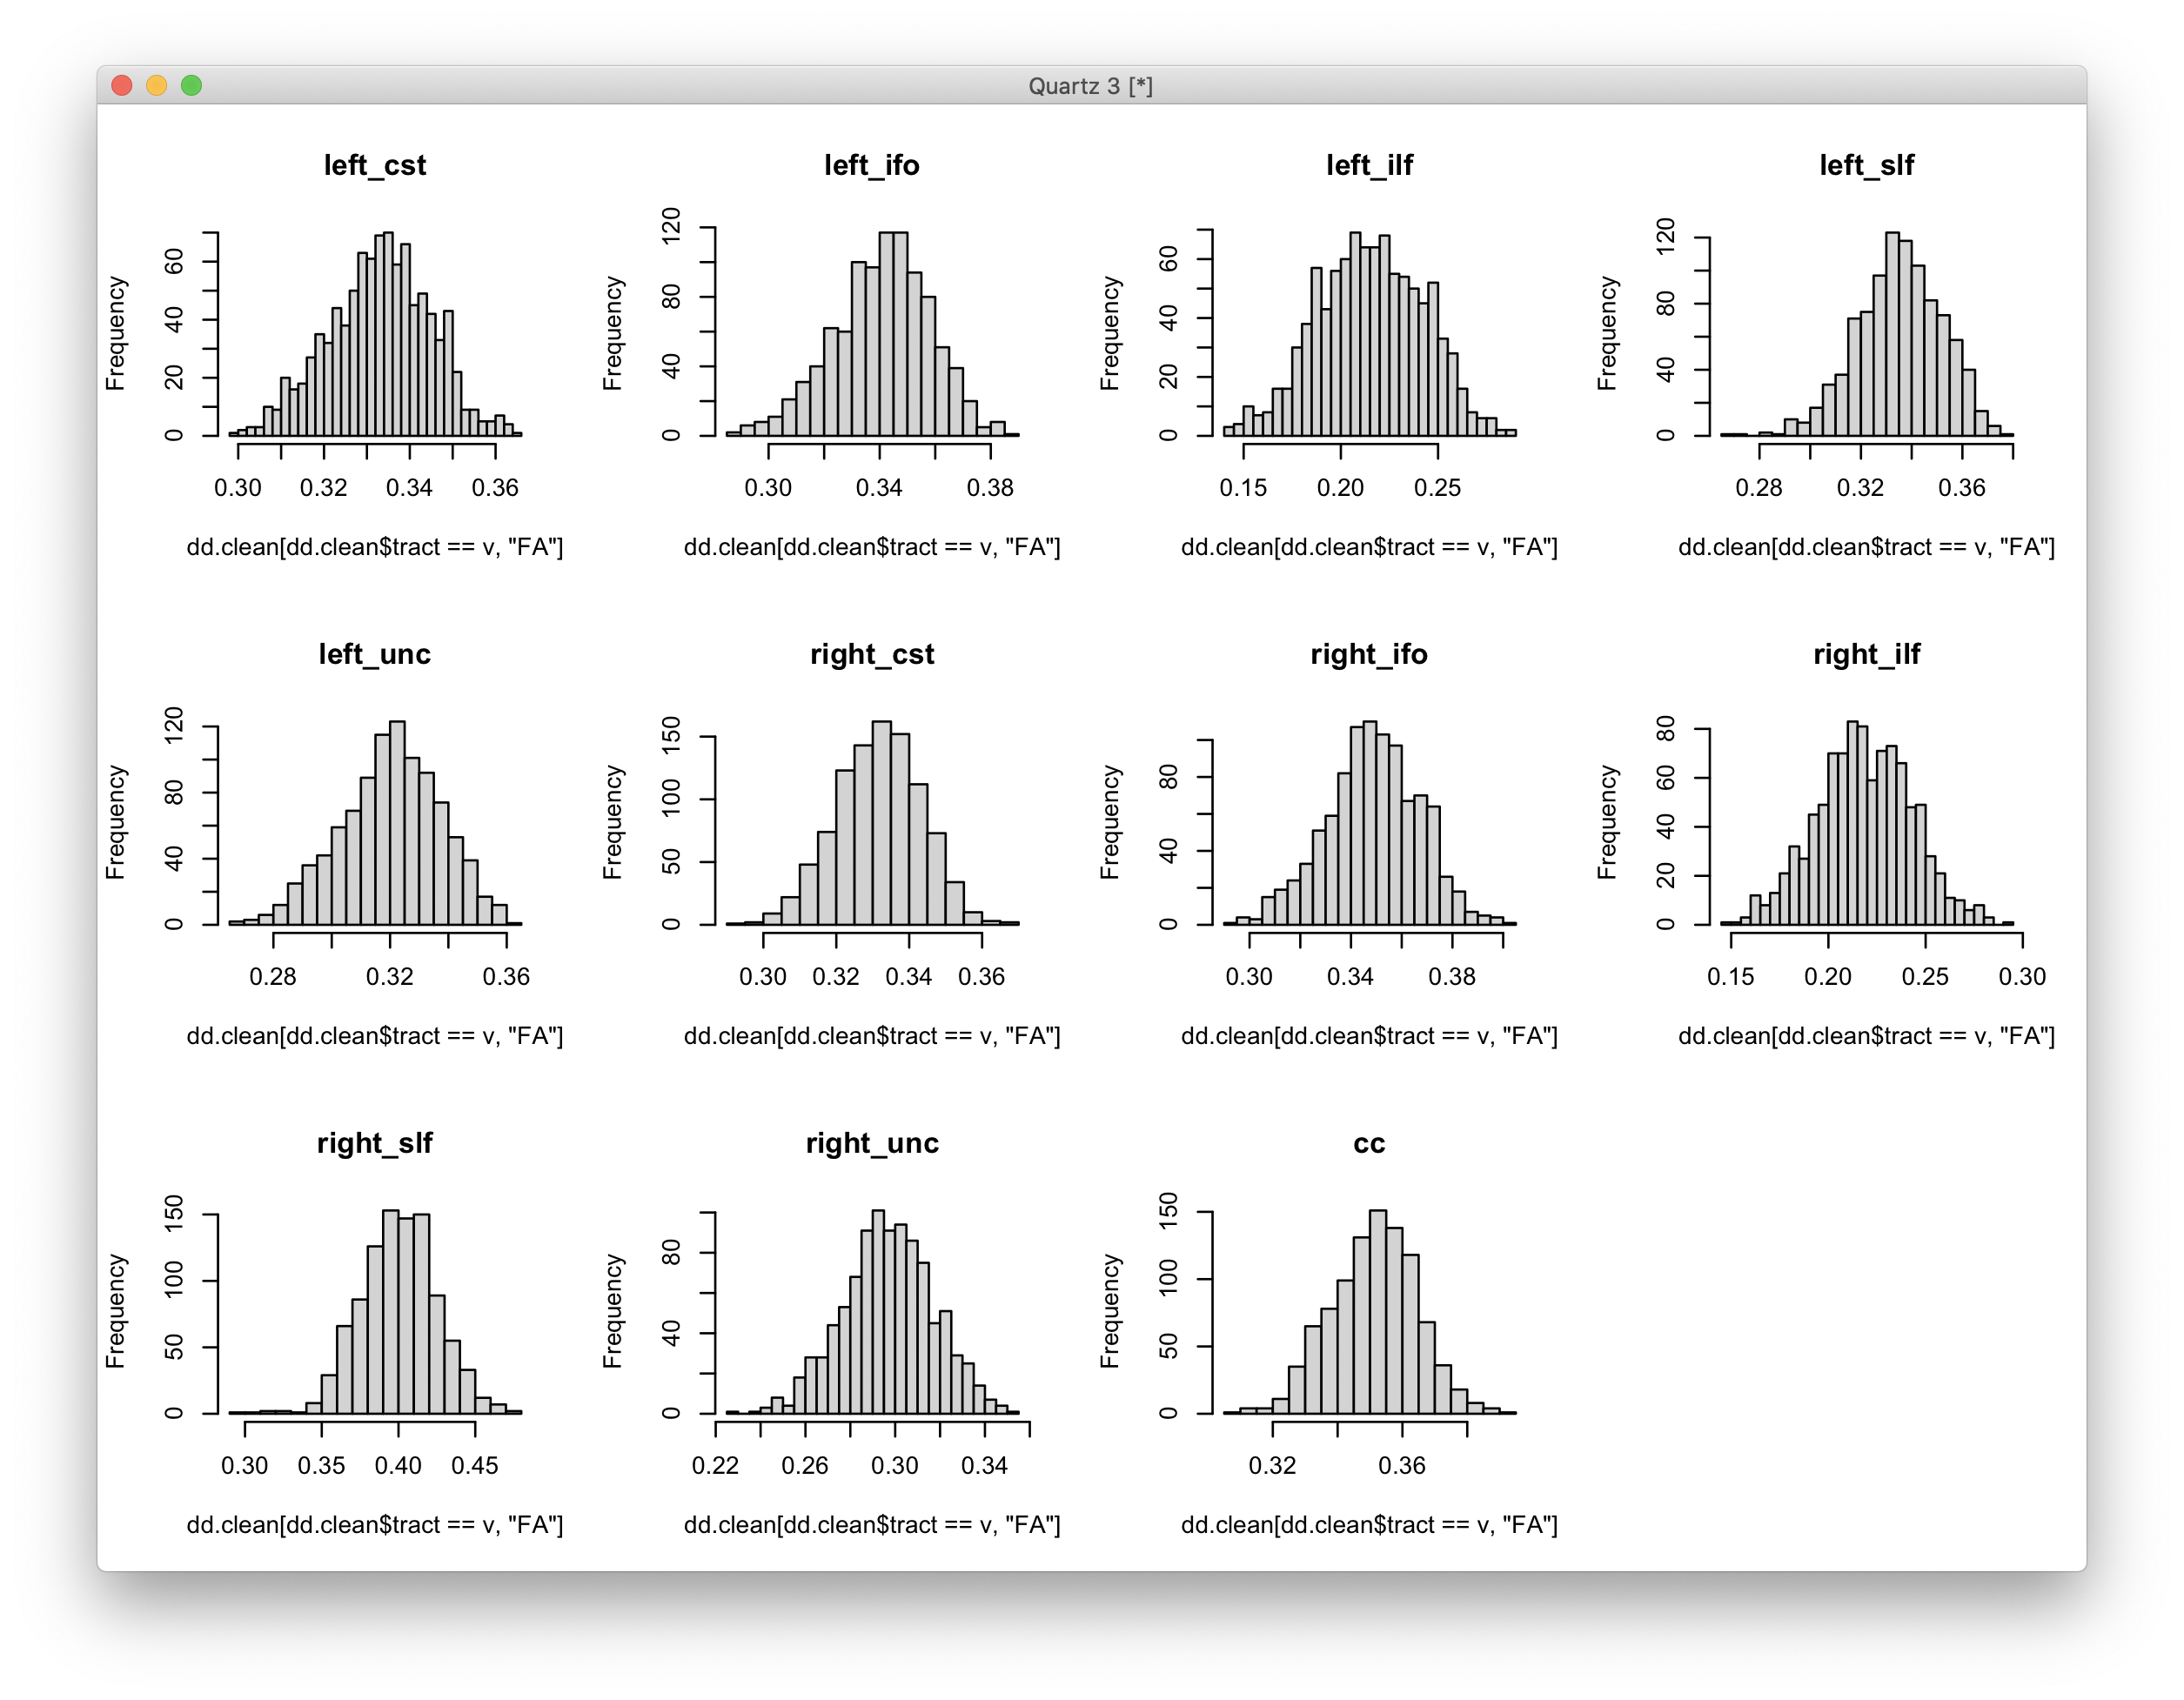 Quartz 3 [*]
left_cst
Frequency
0 20 40 60
0.30 0.32 0.34 0.36
dd.clean[dd.clean$tract == v, "FA"]
left_ifo
Frequency
0 40 80 120
0.30 0.34 0.38
dd.clean[dd.clean$tract == v, "FA"]
left_ilf
Frequency
0 20 40 60
0.15 0.20 0.25
dd.clean[dd.clean$tract == v, "FA"]
left_slf
Frequency
0 40 80 120
0.28 0.32 0.36
dd.clean[dd.clean$tract == v, "FA"]
left_unc
Frequency
0 40 80 120
0.28 0.32 0.36
dd.clean[dd.clean$tract == v, "FA"]
right_cst
Frequency
0 50 100 150
0.30 0.32 0.34 0.36
dd.clean[dd.clean$tract == v, "FA"]
right_ifo
Frequency
0 40 80
0.30 0.34 0.38
dd.clean[dd.clean$tract == v, "FA"]
right_ilf
Frequency
0 20 40 60 80
0.15 0.20 0.25 0.30
dd.clean[dd.clean$tract == v, "FA"]
right_slf
Frequency
0 50 100 150
0.30 0.35 0.40 0.45
dd.clean[dd.clean$tract == v, "FA"]
right_unc
Frequency
0 40 80
0.22 0.26 0.30 0.34
dd.clean[dd.clean$tract == v, "FA"]
cc
Frequency
0 50 100 150
0.32 0.36
dd.clean[dd.clean$tract == v, "FA"]